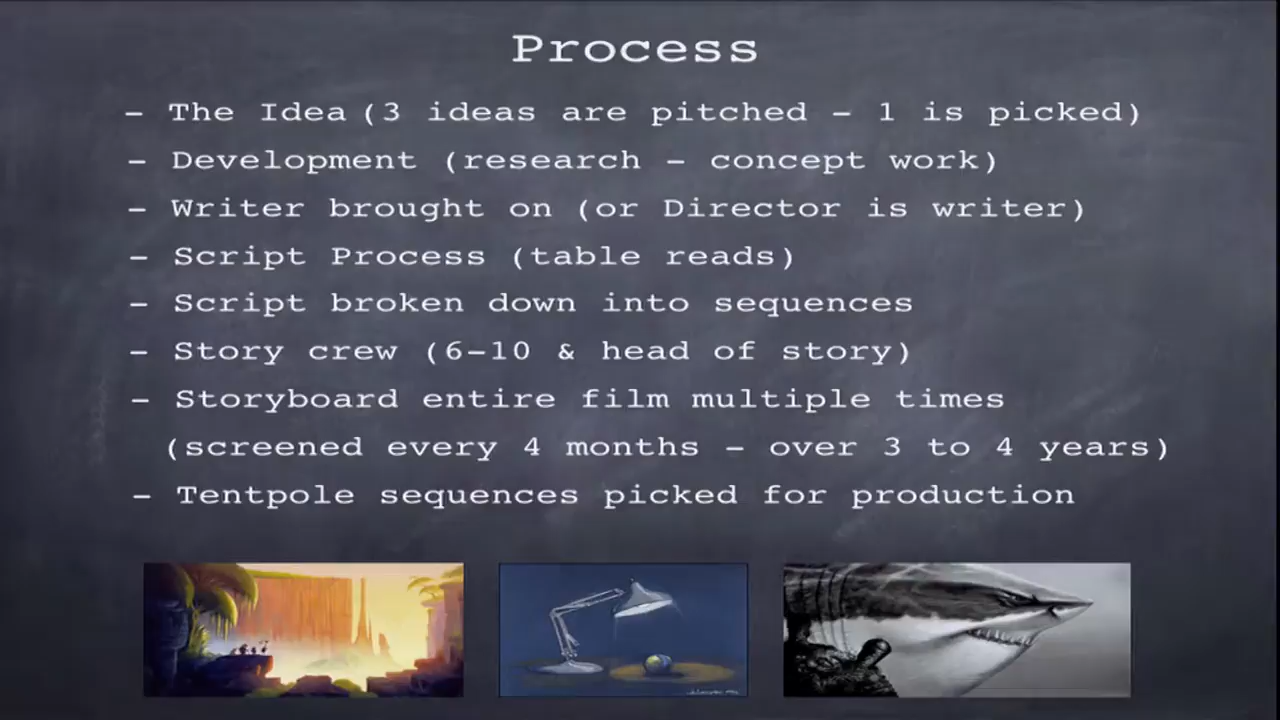 Process
– The Idea (3 ideas are pitched – 1 is picked)
– Development (research – concept work)
– Writer brought on (or Director is writer)
– Script Process (table reads)
– Script broken down into sequences
– Story crew (6–10 & head of story)
– Storyboard entire film multiple times
(screened every 4 months – over 3 to 4 years)
– Tentpole sequences picked for production